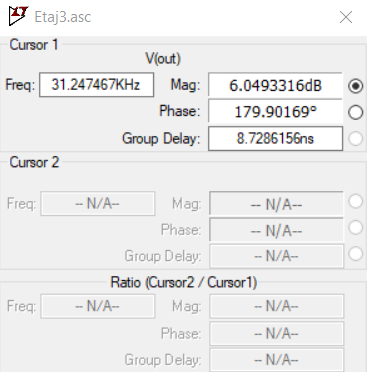 Etaj3.asc
Cursor 1
V(out)
Freq: 31.247467KHz Mag: 6.0493316dB
Phase: 179.90169°
Group Delay: 8.7286156ns
Cursor 2
Freq: -- N/A-- Mag: -- N/A--
Phase: -- N/A--
Group Delay: -- N/A--
Ratio (Cursor2 / Cursor1)
Freq: -- N/A-- Mag: -- N/A--
Phase: -- N/A--
Group Delay: -- N/A--